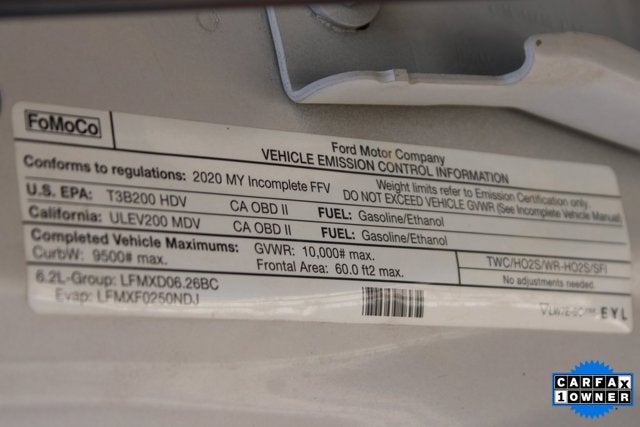 FoMoCo
Ford Motor Company
VEHICLE EMISSION CONTROL INFORMATION
Conforms to regulations: 2020 MY Incomplete FFV
Weight limits refer to Emission Certification only.
DO NOT EXCEED VEHICLE GVWR (See Incomplete Vehicle Manual
U.S. EPA: T3B200 HDV CA OBD II FUEL: Gasoline/Ethanol
California: ULEV200 MDV CA OBD II FUEL: Gasoline/Ethanol
Completed Vehicle Maximums: GVWR: 10,000# max.
CurbW: 9500# max. Frontal Area: 60.0 ft2 max.
TWC/HO2S/WR-HO2S/SFI
No adjustments needed.
6.2L-Group: LFMXD06.26BC
Evap: LFMXF0250NDJ
EYL
CARFAX
1 OWNER